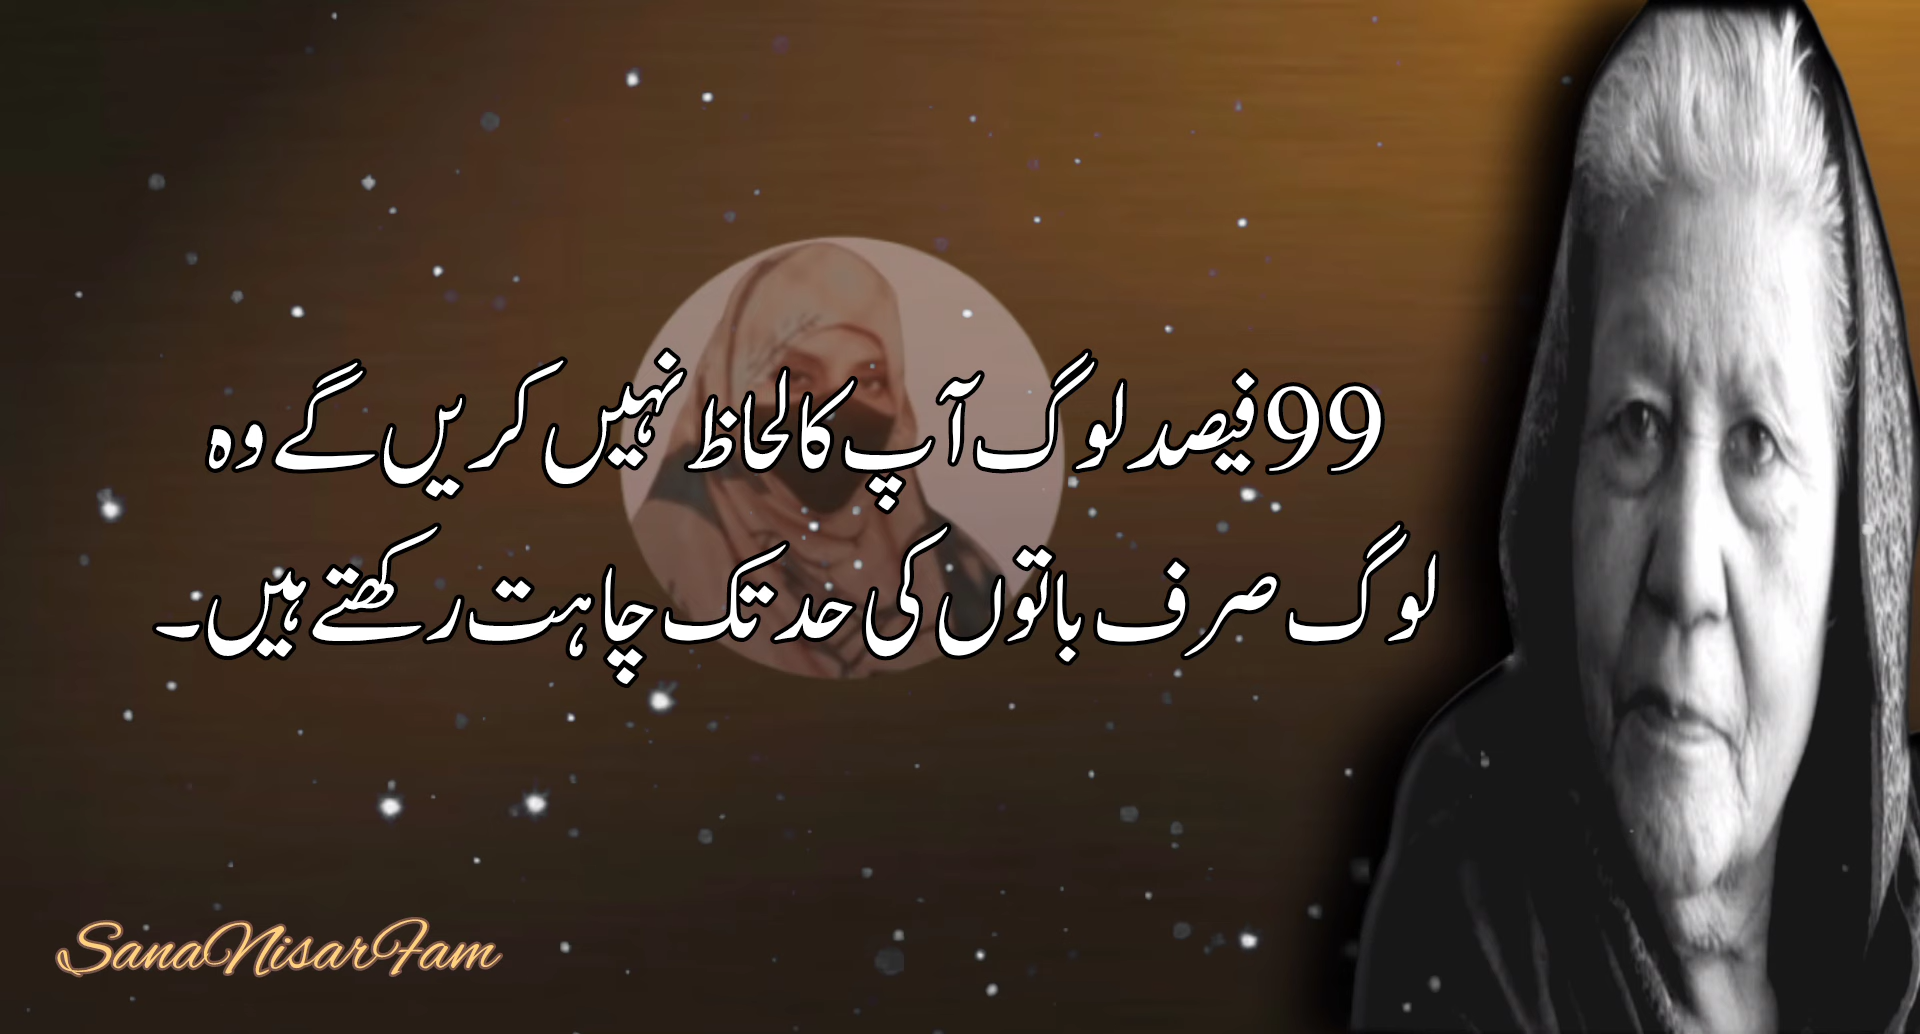 99 فیصد لوگ آپ کا لحاظ نہیں کریں گے وہ
لوگ صرف باتوں کی حد تک چاہت رکھتے ہیں۔
SanaNisarFam